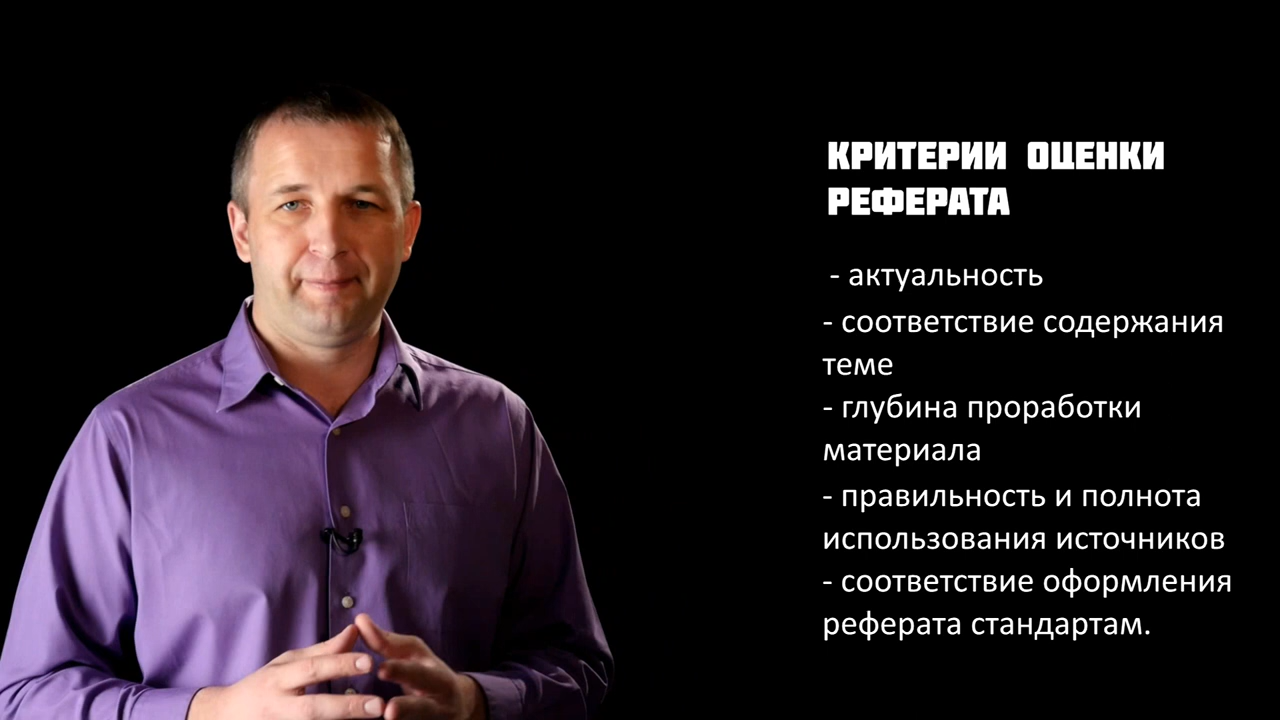 КРИТЕРИИ ОЦЕНКИ
РЕФЕРАТА
- актуальность
- соответствие содержания
теме
- глубина проработки
материала
- правильность и полнота
использования источников
- соответствие оформления
реферата стандартам.